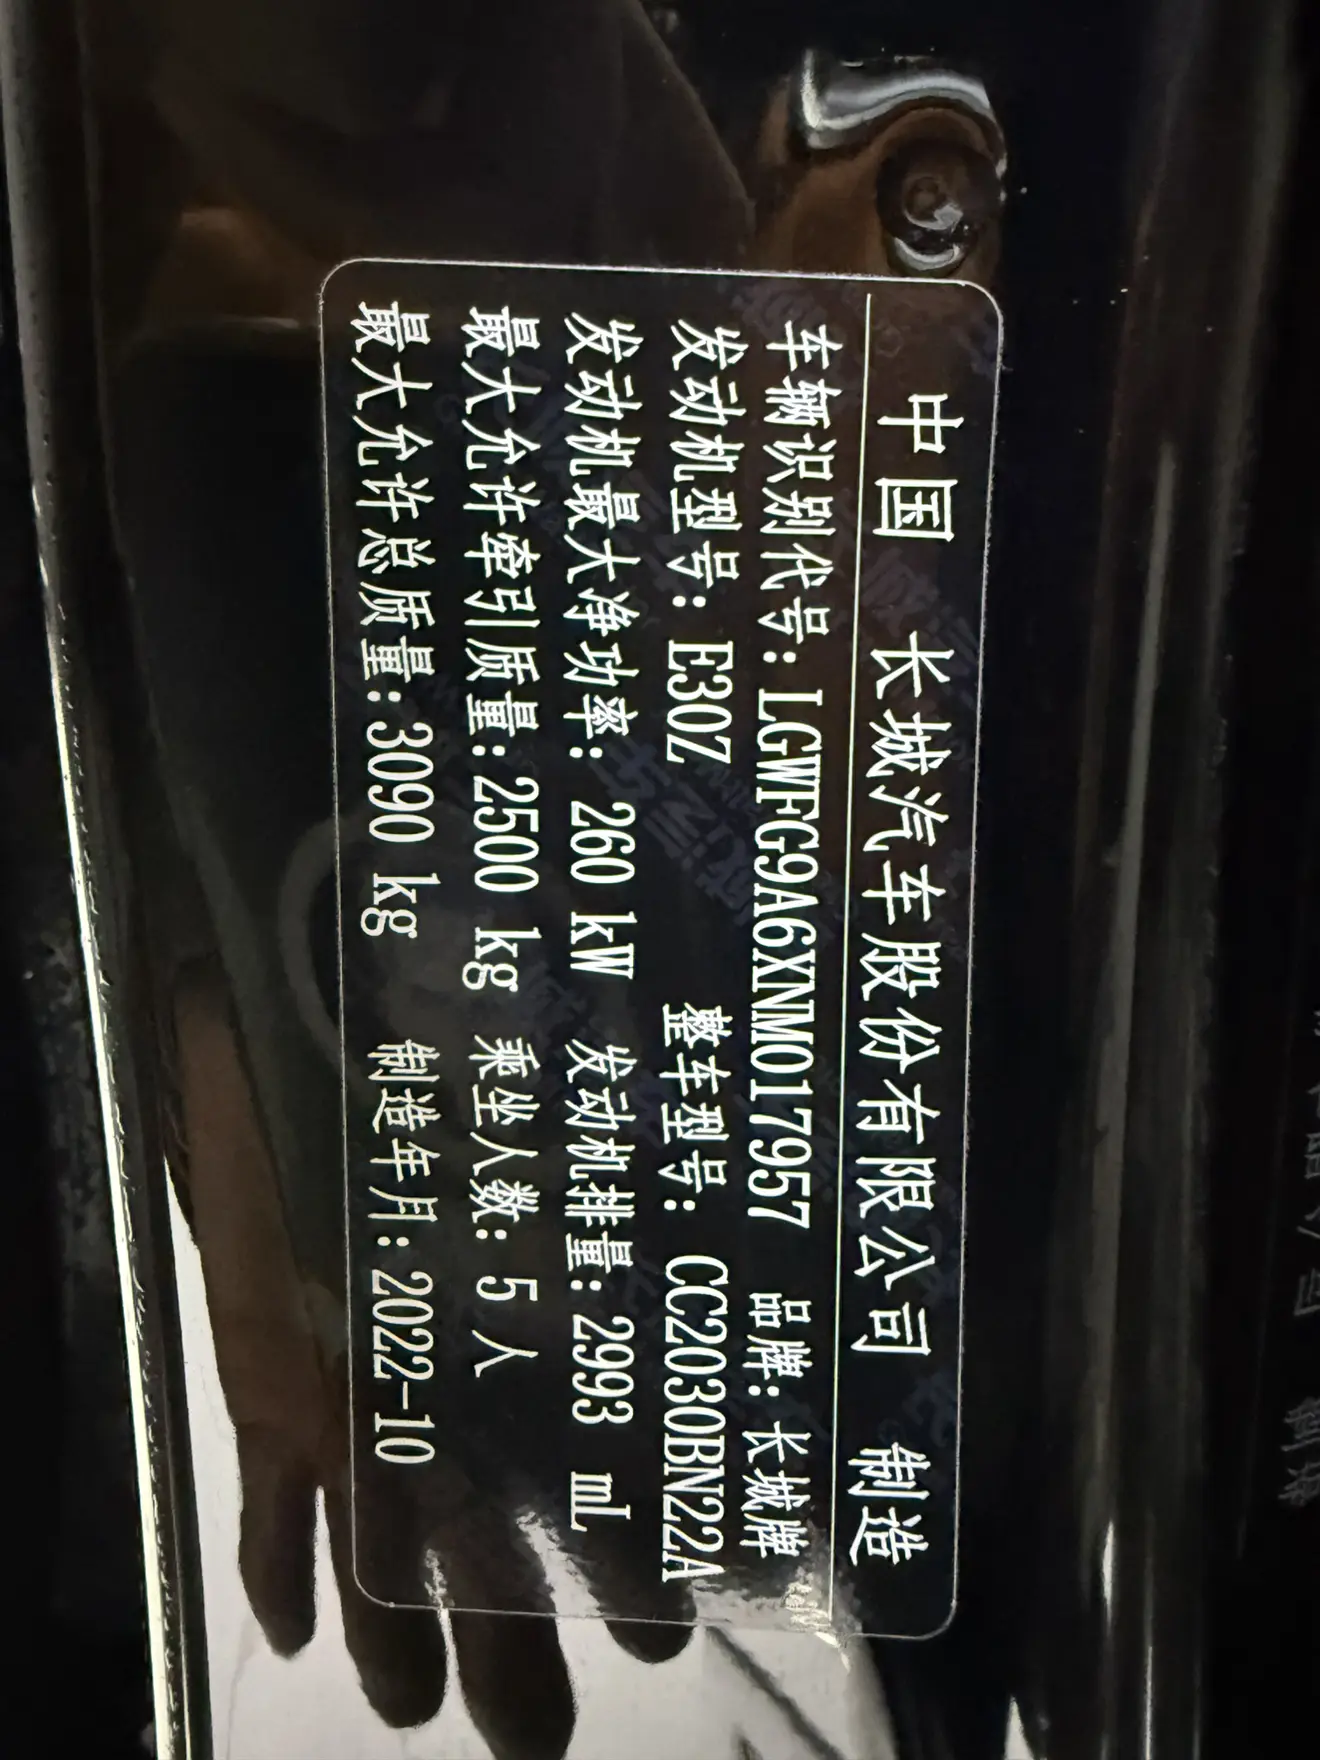 中国 长城汽车股份有限公司 制造
车辆识别代号: LGWFG9A6XNM017957 品牌: 长城牌
发动机型号: E30Z 整车型号: CC2030BN22A
发动机最大净功率: 260 kW 发动机排量: 2993 mL
最大允许牵引质量: 2500 kg 乘坐人数: 5 人
最大允许总质量: 3090 kg 制造年月: 2022-10